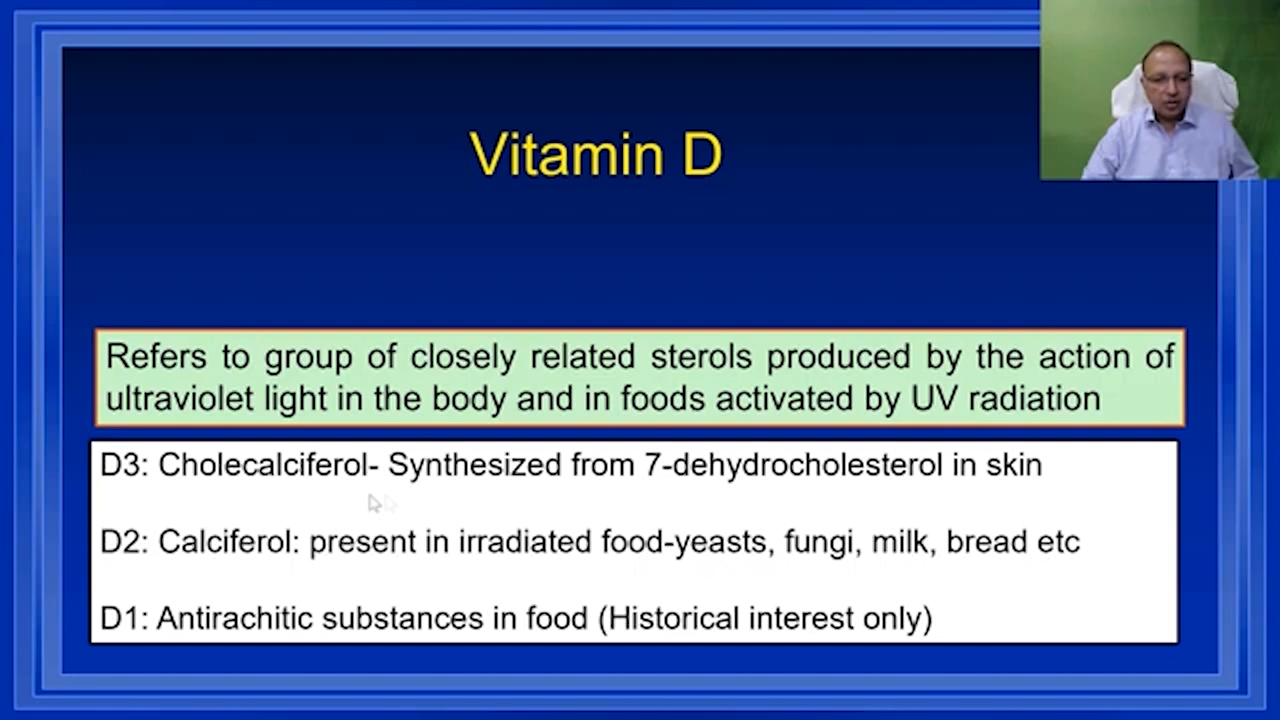 Vitamin D
Refers to group of closely related sterols produced by the action of
ultraviolet light in the body and in foods activated by UV radiation
D3: Cholecalciferol- Synthesized from 7-dehydrocholesterol in skin
D2: Calciferol: present in irradiated food-yeasts, fungi, milk, bread etc
D1: Antirachitic substances in food (Historical interest only)